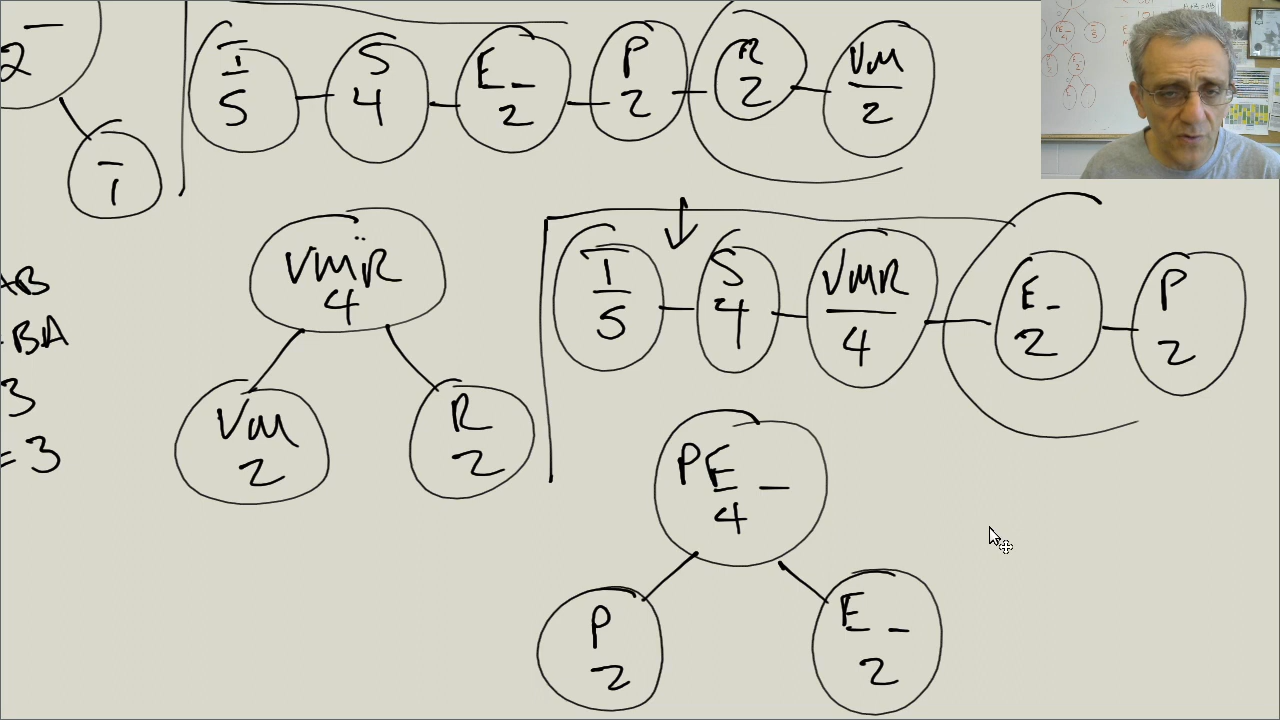 2
I S E_ P R VM
5 4 2 2 2 2
1
VMR
4
I S VMR E_ P
5 4 4 2 2
AB
BA
3
= 3
VM R
2 2
PE_
4
P E_
2 2